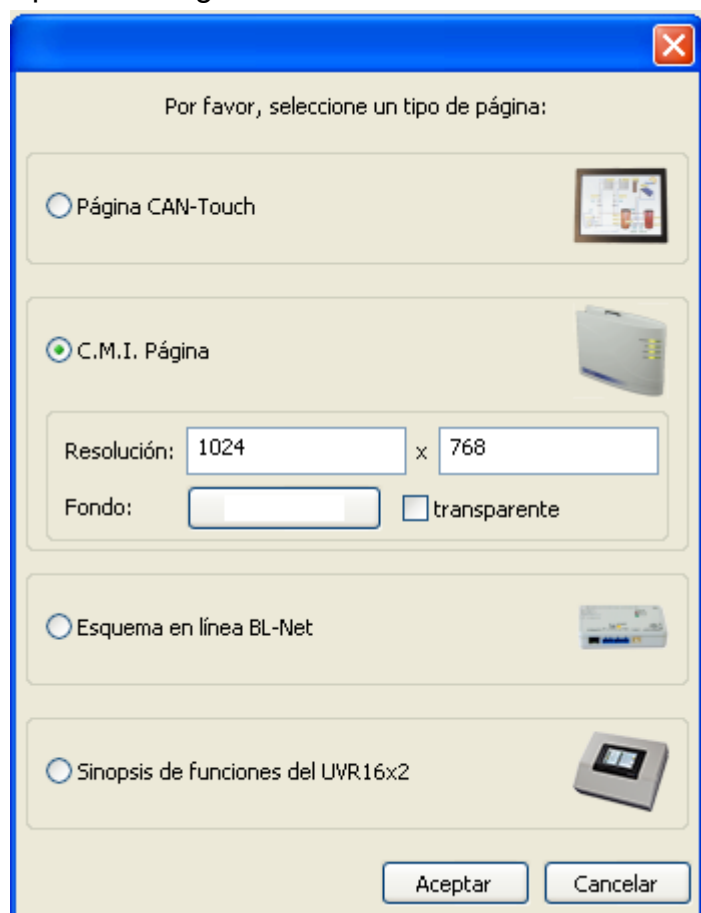 Por favor, seleccione un tipo de página:
Página CAN-Touch
C.M.I. Página
Resolución: 1024 x 768
Fondo: transparente
Esquema en línea BL-Net
Sinopsis de funciones del UVR16x2
Aceptar Cancelar